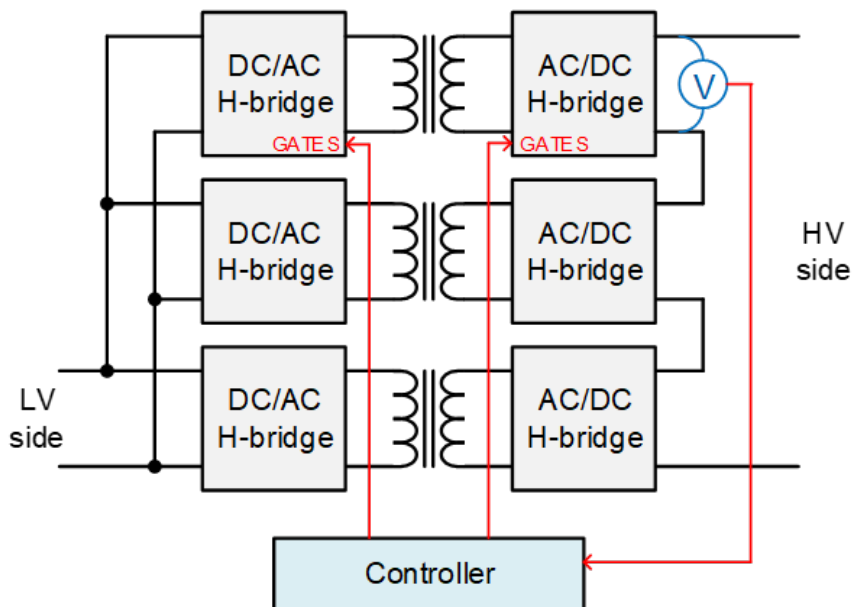 DC/AC
H-bridge
GATES
AC/DC
H-bridge
GATES
V
DC/AC
H-bridge
AC/DC
H-bridge
HV
side
DC/AC
H-bridge
AC/DC
H-bridge
LV
side
Controller